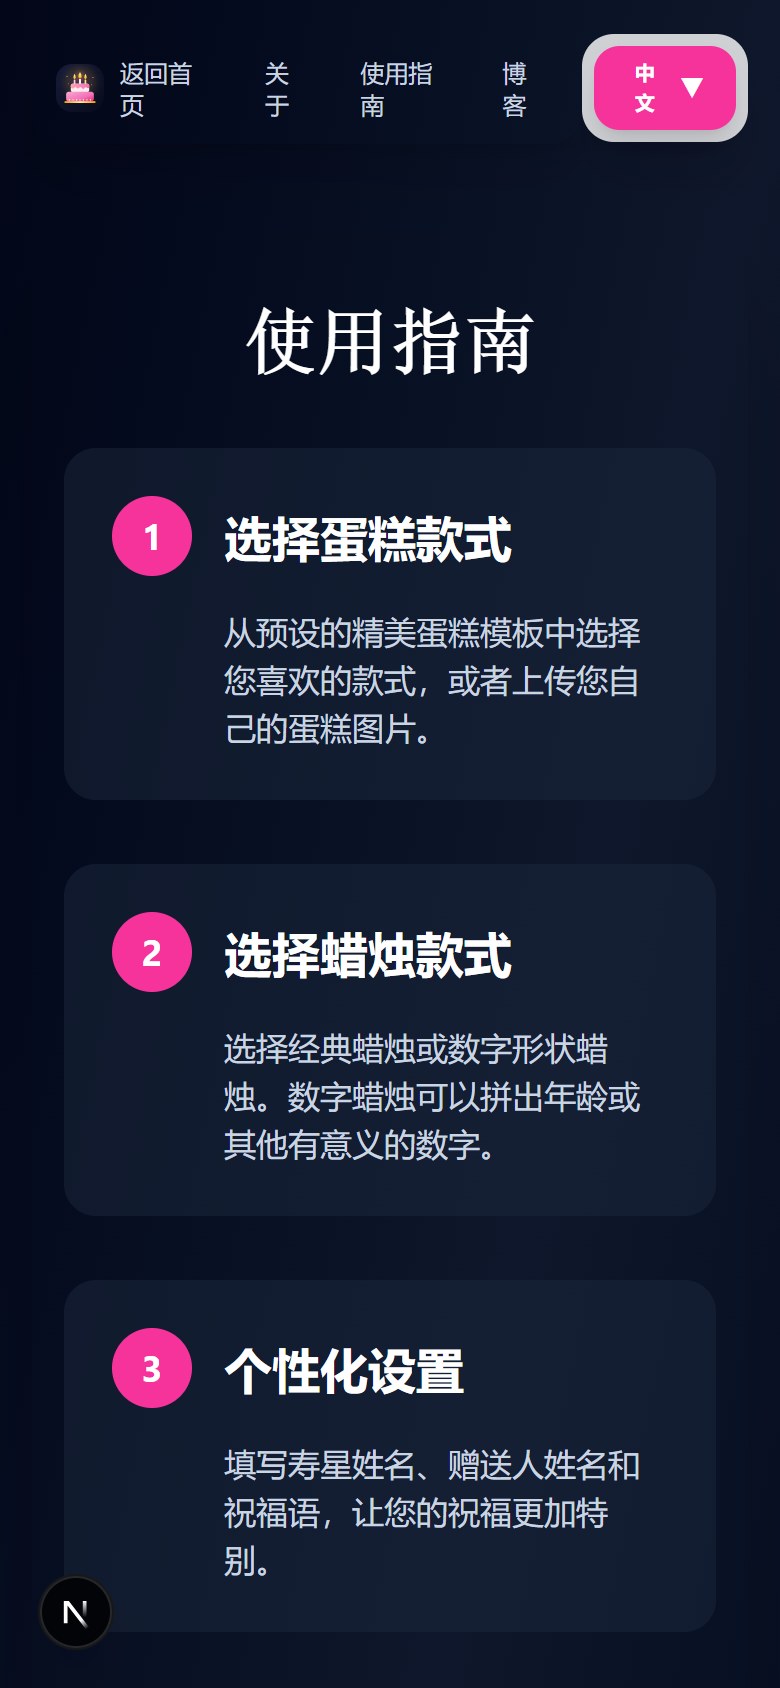 返回首
页
关
于
使用指
南
博
客
中
文
使用指南
1
选择蛋糕款式
从预设的精美蛋糕模板中选择
您喜欢的款式，或者上传您自
己的蛋糕图片。
2
选择蜡烛款式
选择经典蜡烛或数字形状蜡
烛。数字蜡烛可以拼出年龄或
其他有意义的数字。
3
个性化设置
填写寿星姓名、赠送人姓名和
祝福语，让您的祝福更加特
别。
N